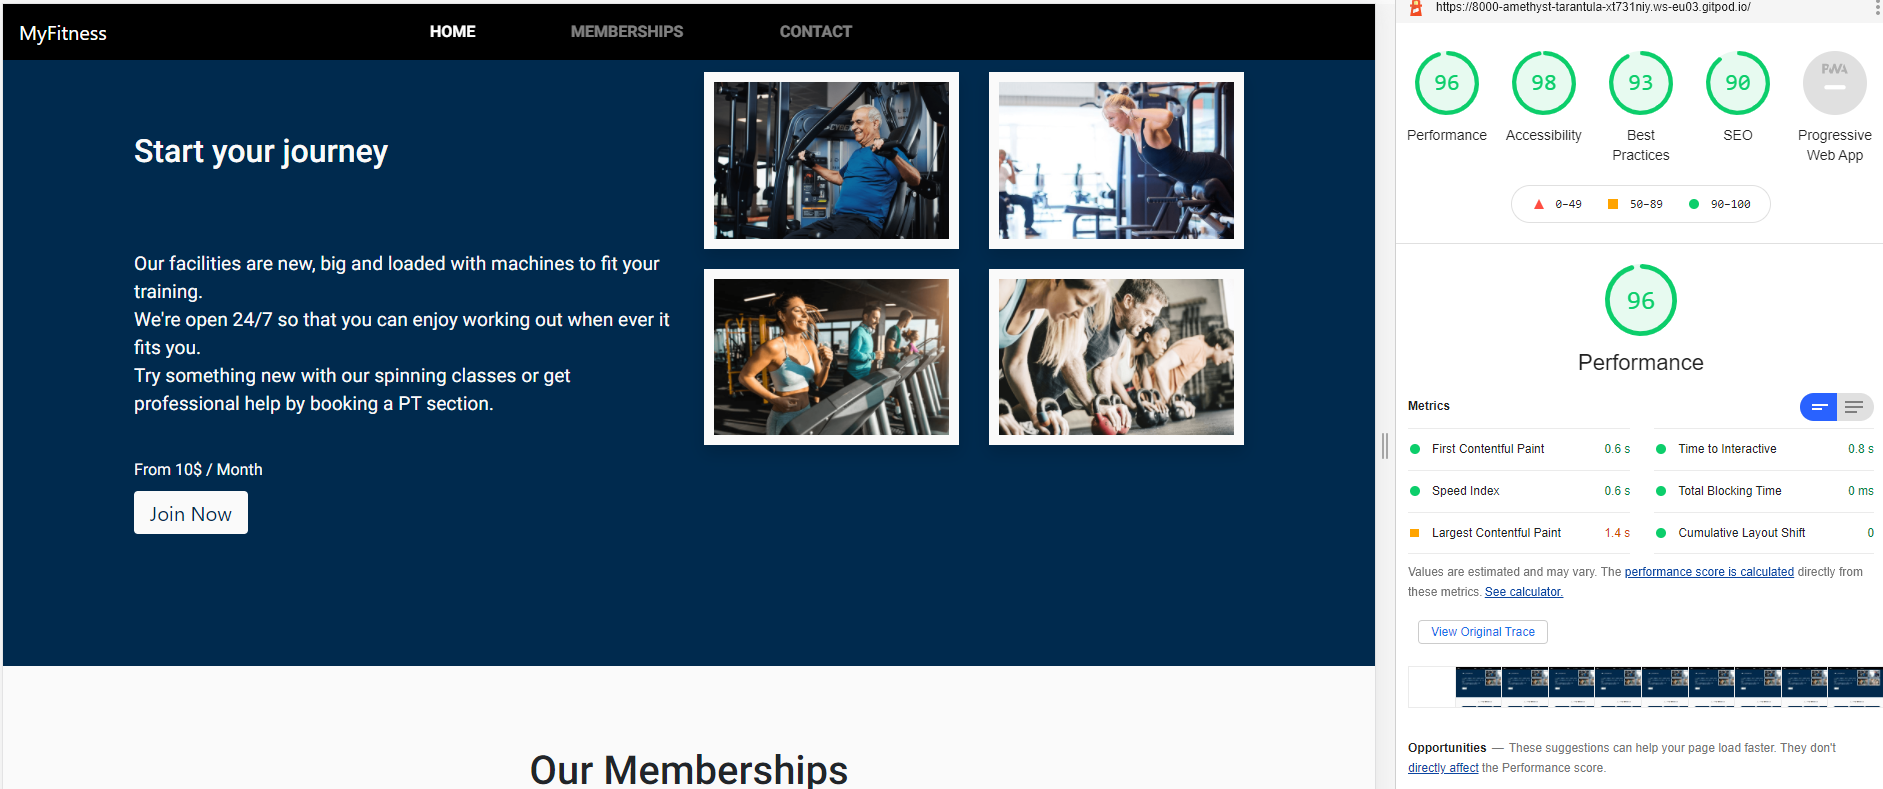 MyFitness
HOME
MEMBERSHIPS
CONTACT
Start your journey
Our facilities are new, big and loaded with machines to fit your
training.
We're open 24/7 so that you can enjoy working out when ever it
fits you.
Try something new with our spinning classes or get
professional help by booking a PT section.
From 10$ / Month
Join Now
Our Memberships
https://8000-amethyst-tarantula-xt731niy.ws-eu03.gitpod.io/
96
98
93
90
PWA
Performance
Accessibility
Best
Practices
SEO
Progressive
Web App
0–49
50–89
90–100
96
Performance
Metrics
First Contentful Paint 0.6 s
Time to Interactive 0.8 s
Speed Index 0.6 s
Total Blocking Time 0 ms
Largest Contentful Paint 1.4 s
Cumulative Layout Shift 0
Values are estimated and may vary. The performance score is calculated directly from
these metrics. See calculator.
View Original Trace
Opportunities — These suggestions can help your page load faster. They don't
directly affect the Performance score.